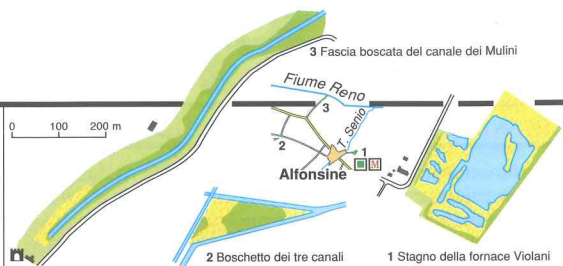 3 Fascia boscata del canale dei Mulini
Fiume Reno
3
T. Senio
0 100 200 m
2
1
M
Alfonsine
2 Boschetto dei tre canali
1 Stagno della fornace Violani